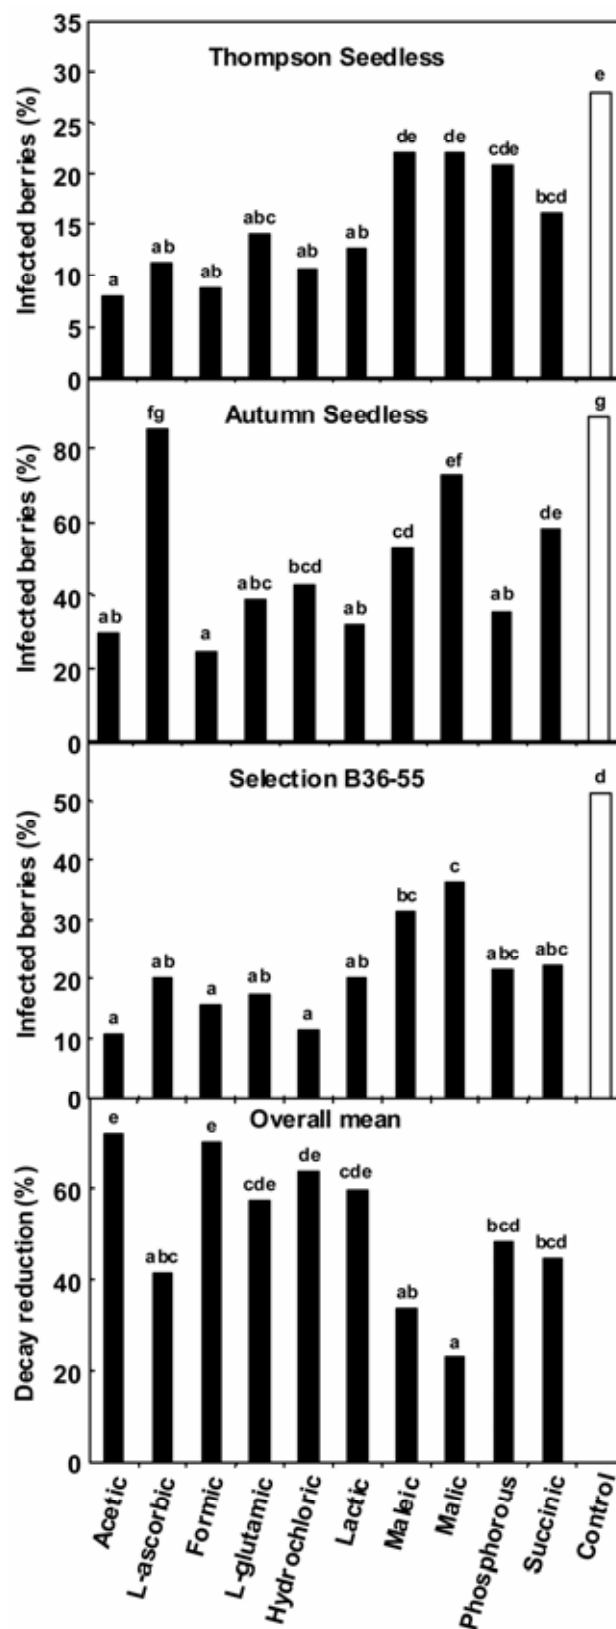 35
Thompson Seedless
e
30
25
de de
cde
20
bcd
abc
15
ab ab ab
ab
10
a
5
0
Infected berries (%)
fg
Autumn Seedless
g
80
ef
60
cd de
abc bcd
40
ab ab ab
a
20
0
Infected berries (%)
Selection B36-55
d
50
40
c
bc
30
ab ab ab abc abc
20
a a
a
10
0
Infected berries (%)
e
Overall mean
e
de
60
cde cde
bcd bcd
abc
40
ab
a
20
0
Decay reduction (%)
Acetic
L-ascorbic
Formic
L-glutamic
Hydrochloric
Lactic
Maleic
Malic
Phosphorous
Succinic
Control